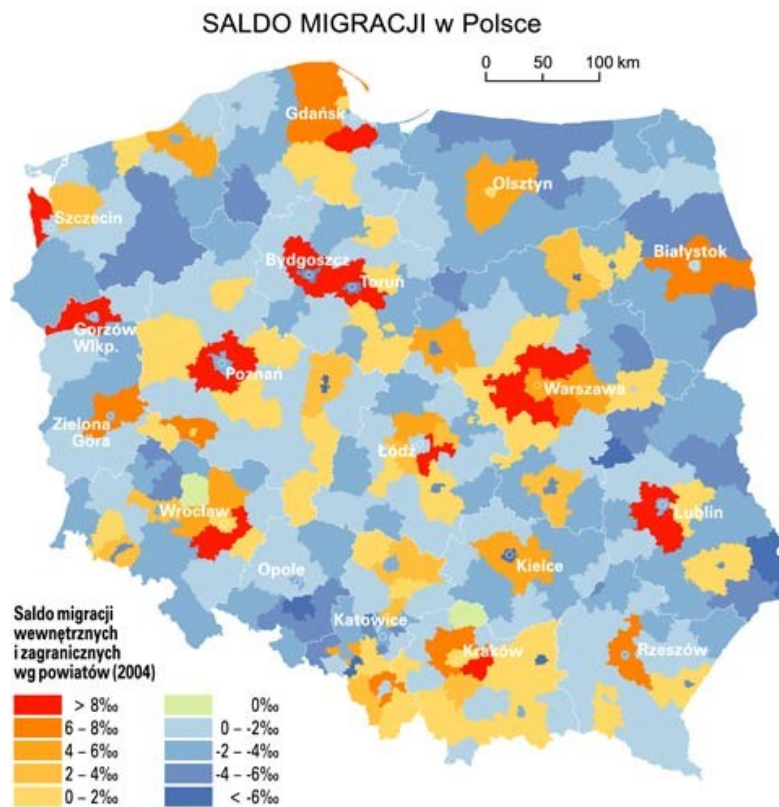 SALDO MIGRACJI w Polsce
0 50 100 km
Gdańsk
Olsztyn
Szczecin
Białystok
Bydgoszcz
Toruń
Gorzów
Wlkp.
Poznań
Warszawa
Zielona
Góra
Łódź
Wrocław
Lublin
Opole
Kielce
Katowice
Kraków
Rzeszów
Saldo migracji
wewnętrznych
i zagranicznych
wg powiatów (2004)
> 8‰
6 – 8‰
4 – 6‰
2 – 4‰
0 – 2‰
0‰
0 – -2‰
-2 – -4‰
-4 – -6‰
< -6‰